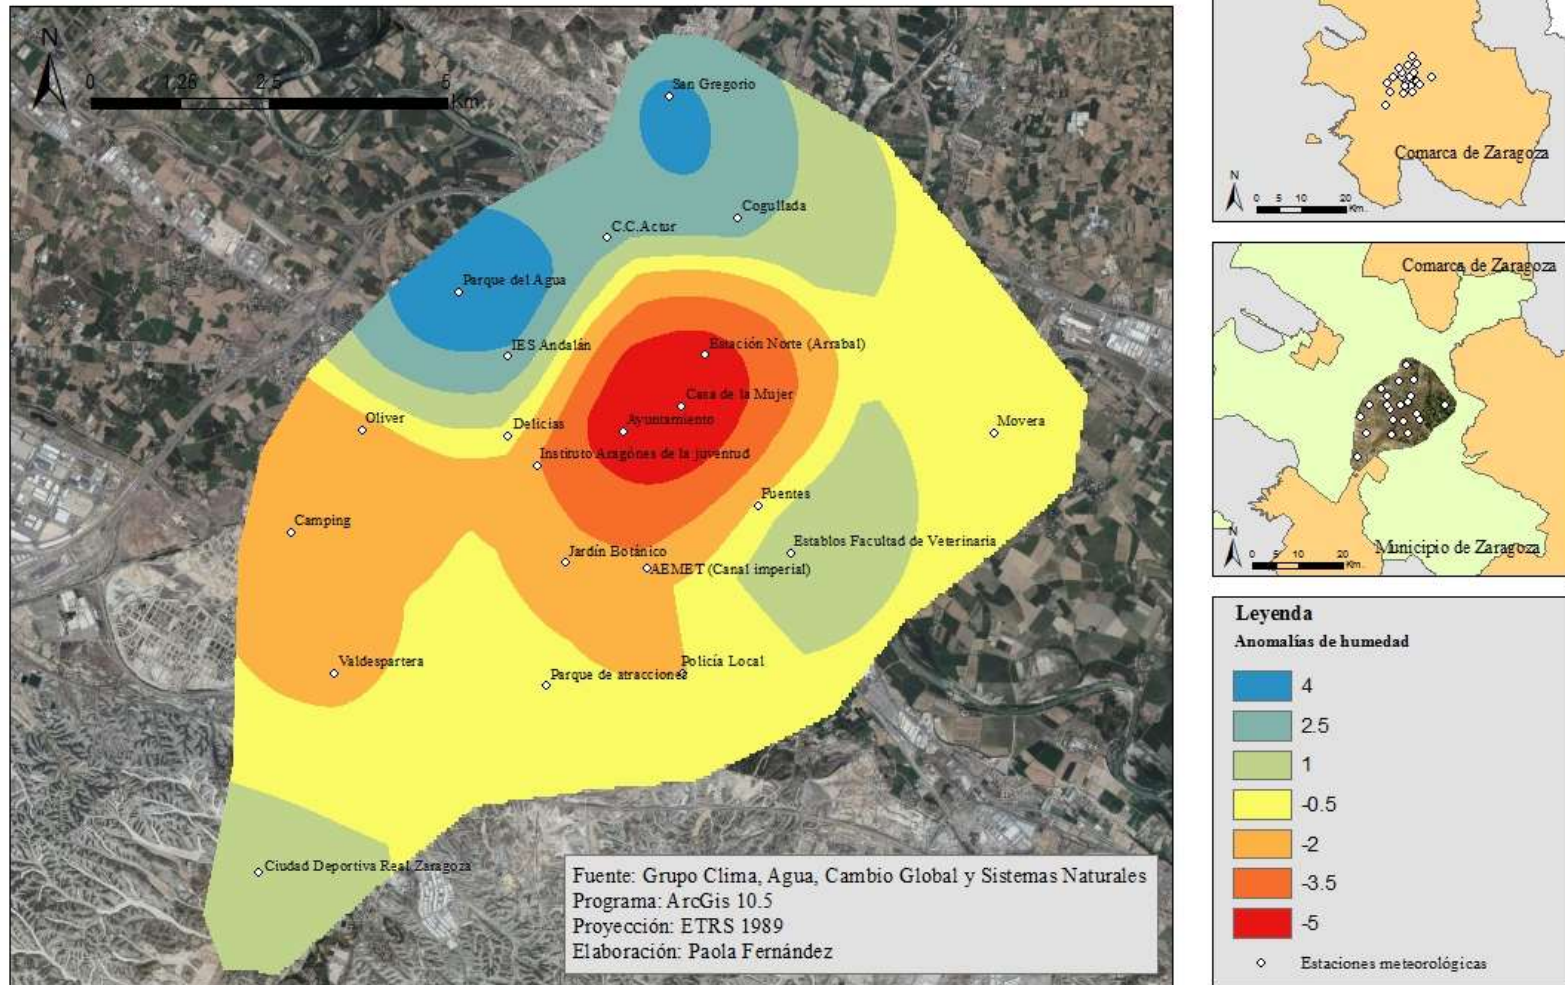 N
0 1,25 2,5 5
Km.
San Gregorio
Cogullada
C.C.Actur
Parque del Agua
IES Andalán
Estación Norte (Arrabal)
Casa de la Mujer
Oliver
Delicias
Ayuntamiento
Movera
Instituto Aragónes de la juventud
Fuentes
Camping
Establos Facultad de Veterinaria
Jardín Botánico
AEMET (Canal imperial)
Valdespartera
Policía Local
Parque de atracciones
Ciudad Deportiva Real Zaragoza
Fuente: Grupo Clima, Agua, Cambio Global y Sistemas Naturales
Programa: ArcGis 10.5
Proyección: ETRS 1989
Elaboración: Paola Fernández
Comarca de Zaragoza
N
0 5 10 20
Km.
Comarca de Zaragoza
Municipio de Zaragoza
N
0 5 10 20
Km.
Leyenda
Anomalías de humedad
4
2.5
1
-0.5
-2
-3.5
-5
Estaciones meteorológicas